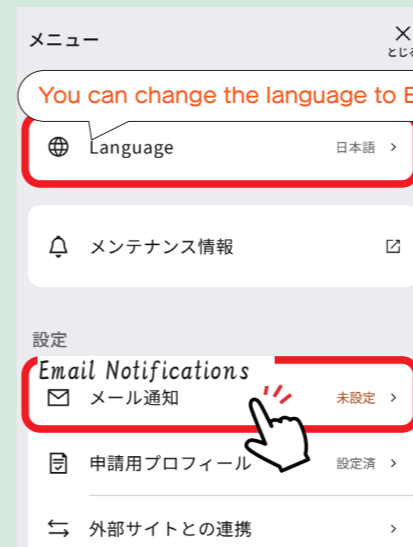 メニュー
とじる
You can change the language to E
Language 日本語
メンテナンス情報
設定
Email Notifications
メール通知 未設定
申請用プロフィール 設定済
外部サイトとの連携